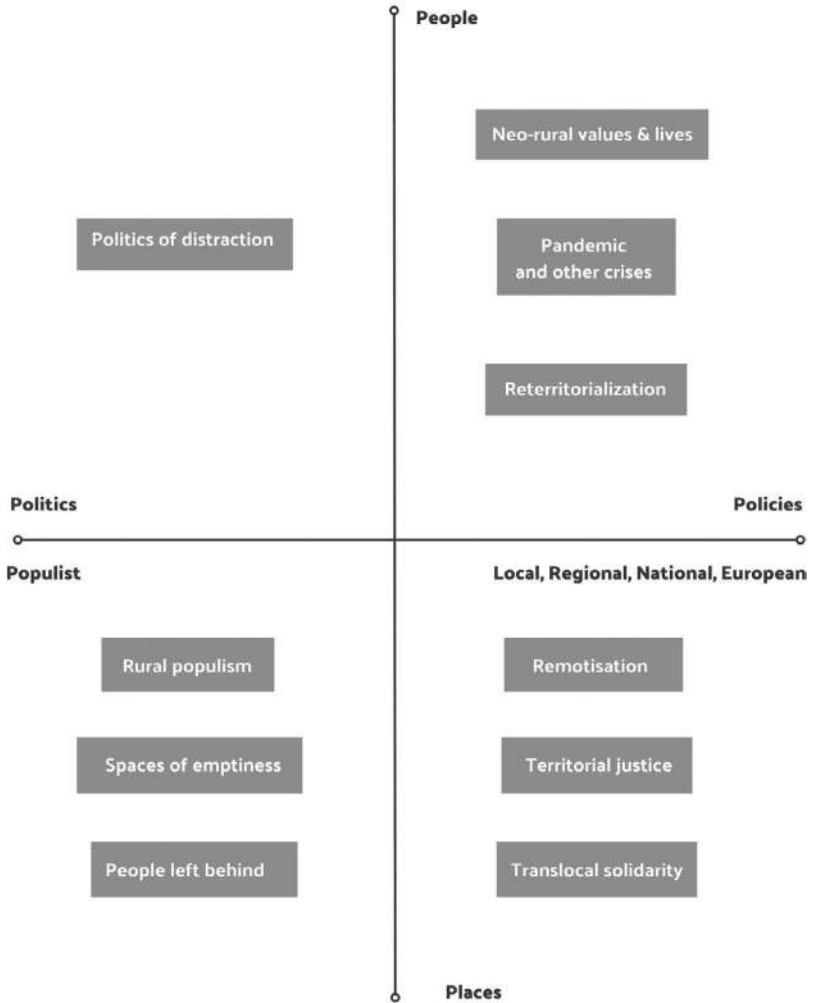 People
Neo-rural values & lives
Politics of distraction
Pandemic
and other crises
Reterritorialization
Politics
Policies
Populist
Local, Regional, National, European
Rural populism
Remotisation
Spaces of emptiness
Territorial justice
People left behind
Translocal solidarity
Places